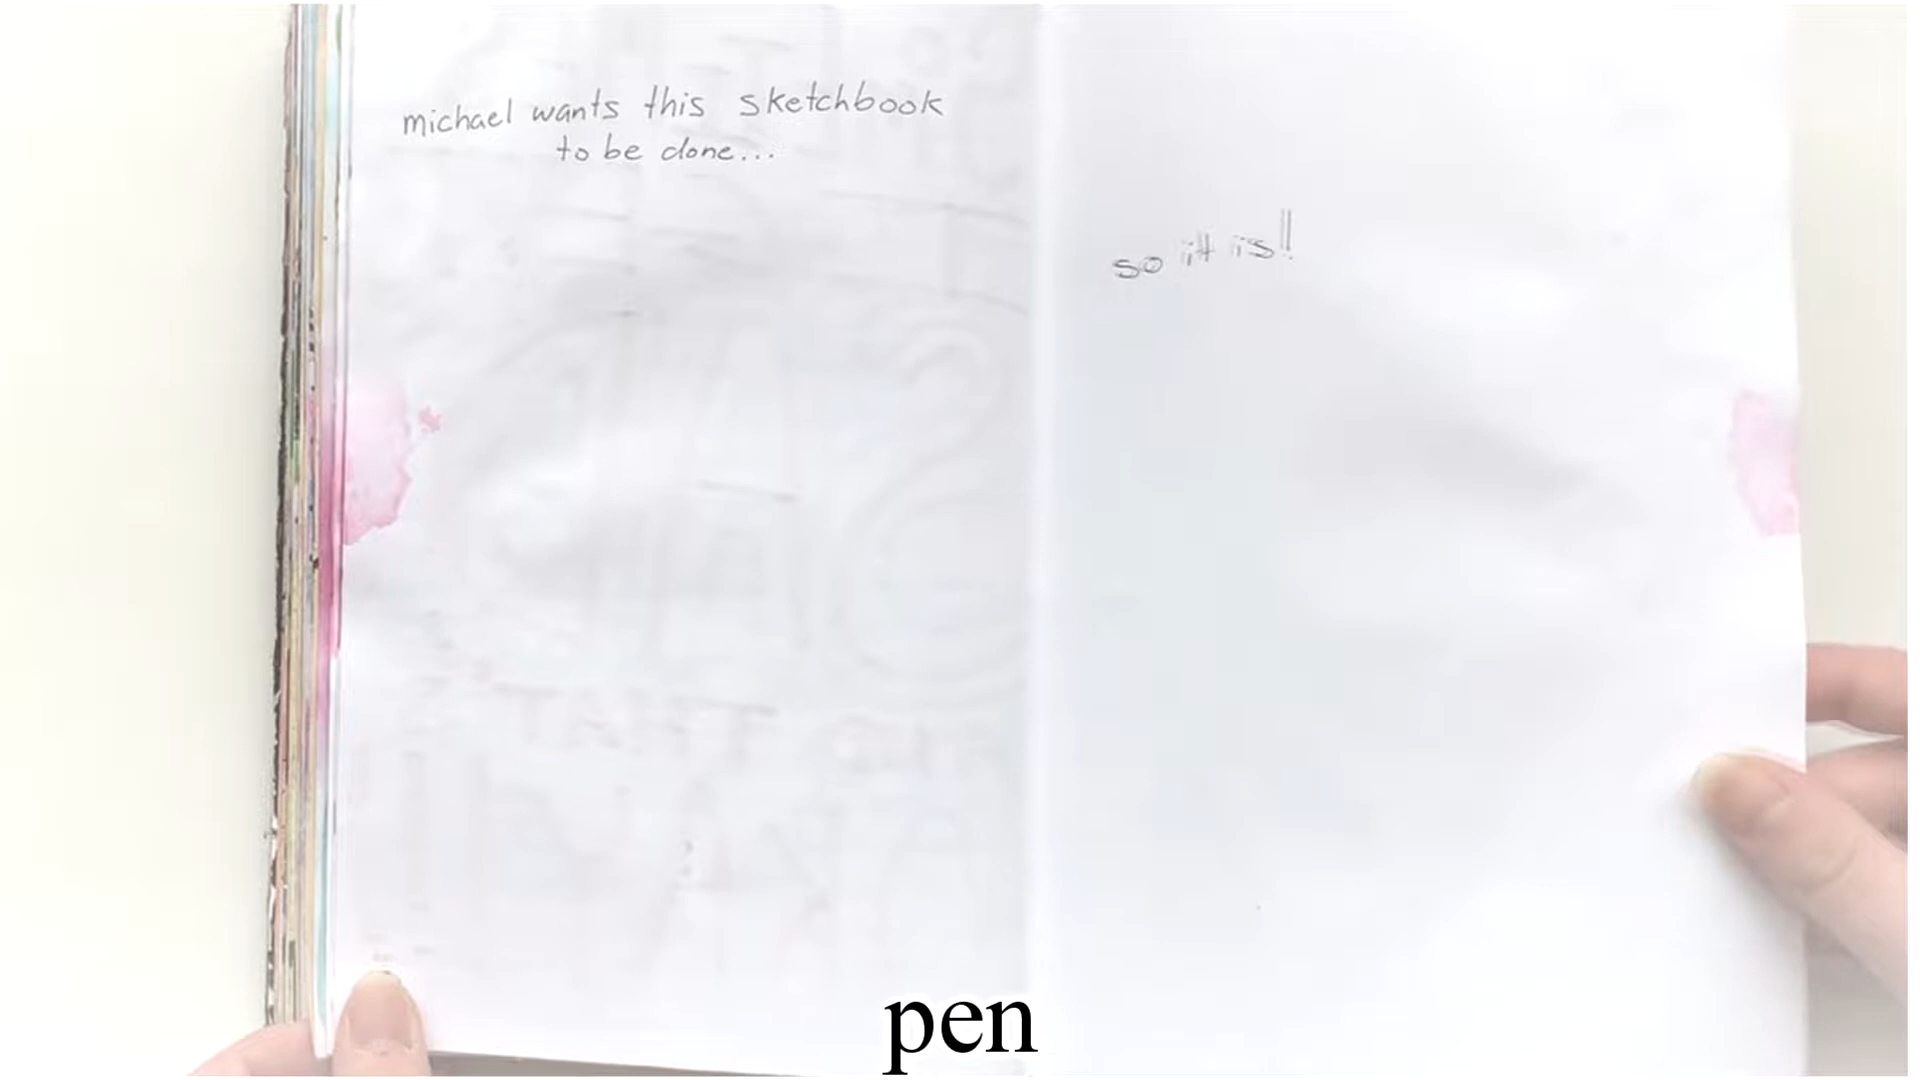 michael wants this sketchbook
to be done...
so it is!!
pen